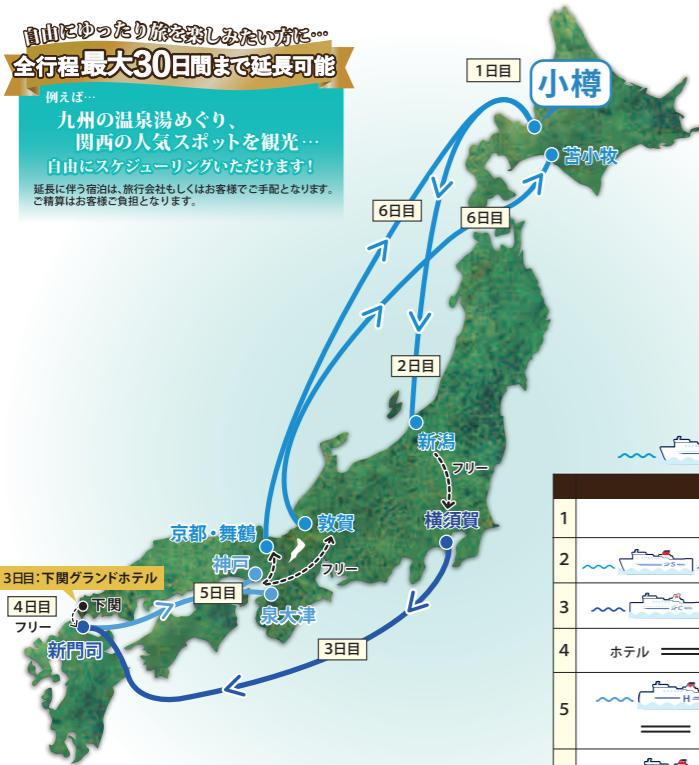 自由にゆったり旅を楽しみたい方に…
全行程最大30日間まで延長可能
例えば…
九州の温泉湯めぐり、
関西の人気スポットを観光…
自由にスケジューリングいただけます！
延長に伴う宿泊は、旅行会社もしくはお客様でご手配となります。
ご精算はお客様ご負担となります。
1日目
小樽
苫小牧
6日目
6日目
2日目
新潟
フリー
横須賀
敦賀
京都・舞鶴
神戸
フリー
3日目：下関グランドホテル
4日目
下関
5日目
泉大津
フリー
新門司
3日目
1
2
S
3
S C
4
ホテル
5
H